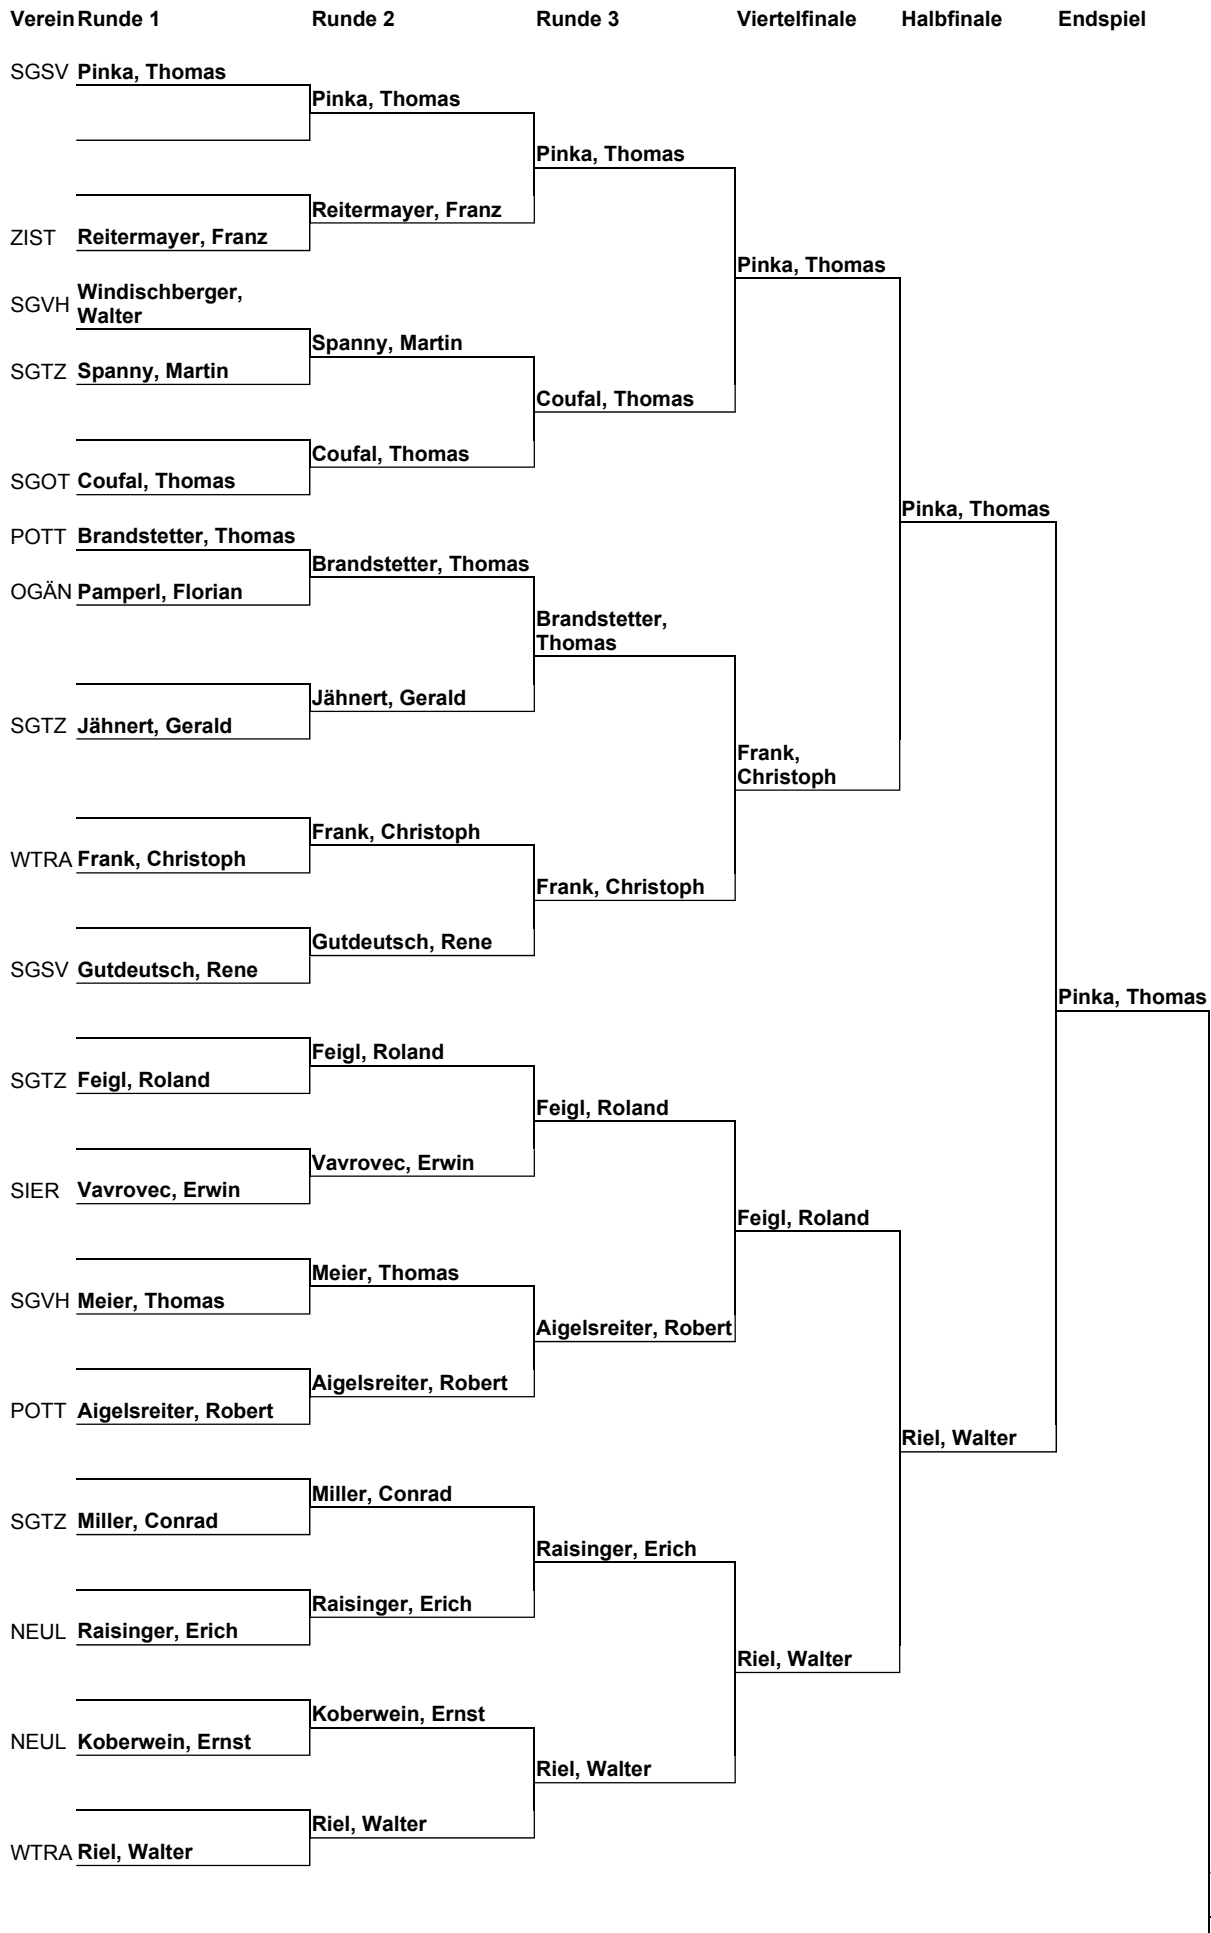 Verein Runde 1 Runde 2 Runde 3 Viertelfinale Halbfinale Endspiel
SGSV Pinka, Thomas
Pinka, Thomas
Pinka, Thomas
Reitermayer, Franz
ZIST Reitermayer, Franz
Pinka, Thomas
SGVH Windischberger,
Walter
Spanny, Martin
SGTZ Spanny, Martin
Coufal, Thomas
Coufal, Thomas
SGOT Coufal, Thomas
Pinka, Thomas
POTT Brandstetter, Thomas
Brandstetter, Thomas
OGÄN Pamperl, Florian
Brandstetter,
Thomas
Jähnert, Gerald
SGTZ Jähnert, Gerald
Frank,
Christoph
Frank, Christoph
WTRA Frank, Christoph
Frank, Christoph
Gutdeutsch, Rene
SGSV Gutdeutsch, Rene
Pinka, Thomas
Feigl, Roland
SGTZ Feigl, Roland
Feigl, Roland
Vavrovec, Erwin
SIER Vavrovec, Erwin
Feigl, Roland
Meier, Thomas
SGVH Meier, Thomas
Aigelsreiter, Robert
Aigelsreiter, Robert
POTT Aigelsreiter, Robert
Riel, Walter
Miller, Conrad
SGTZ Miller, Conrad
Raisinger, Erich
Raisinger, Erich
NEUL Raisinger, Erich
Riel, Walter
Koberwein, Ernst
NEUL Koberwein, Ernst
Riel, Walter
Riel, Walter
WTRA Riel, Walter